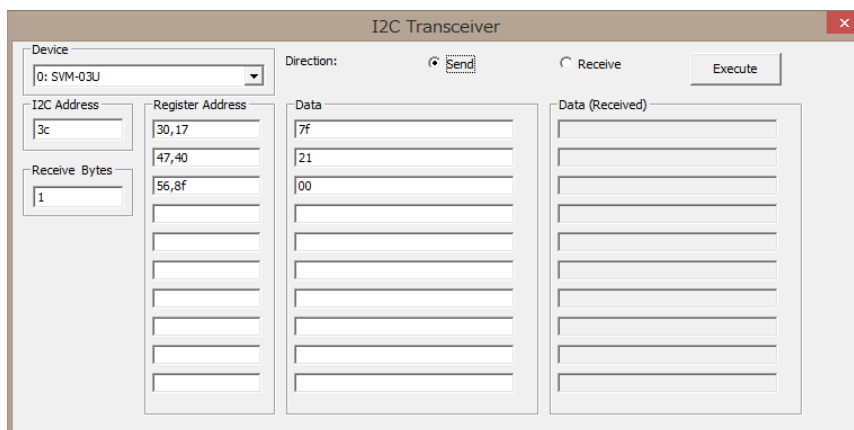 I2C Transceiver
Device
0: SVM-03U
Direction:
Send
Receive
Execute
I2C Address
3c
Receive Bytes
1
Register Address
30,17
47,40
56,8f
Data
7f
21
00
Data (Received)